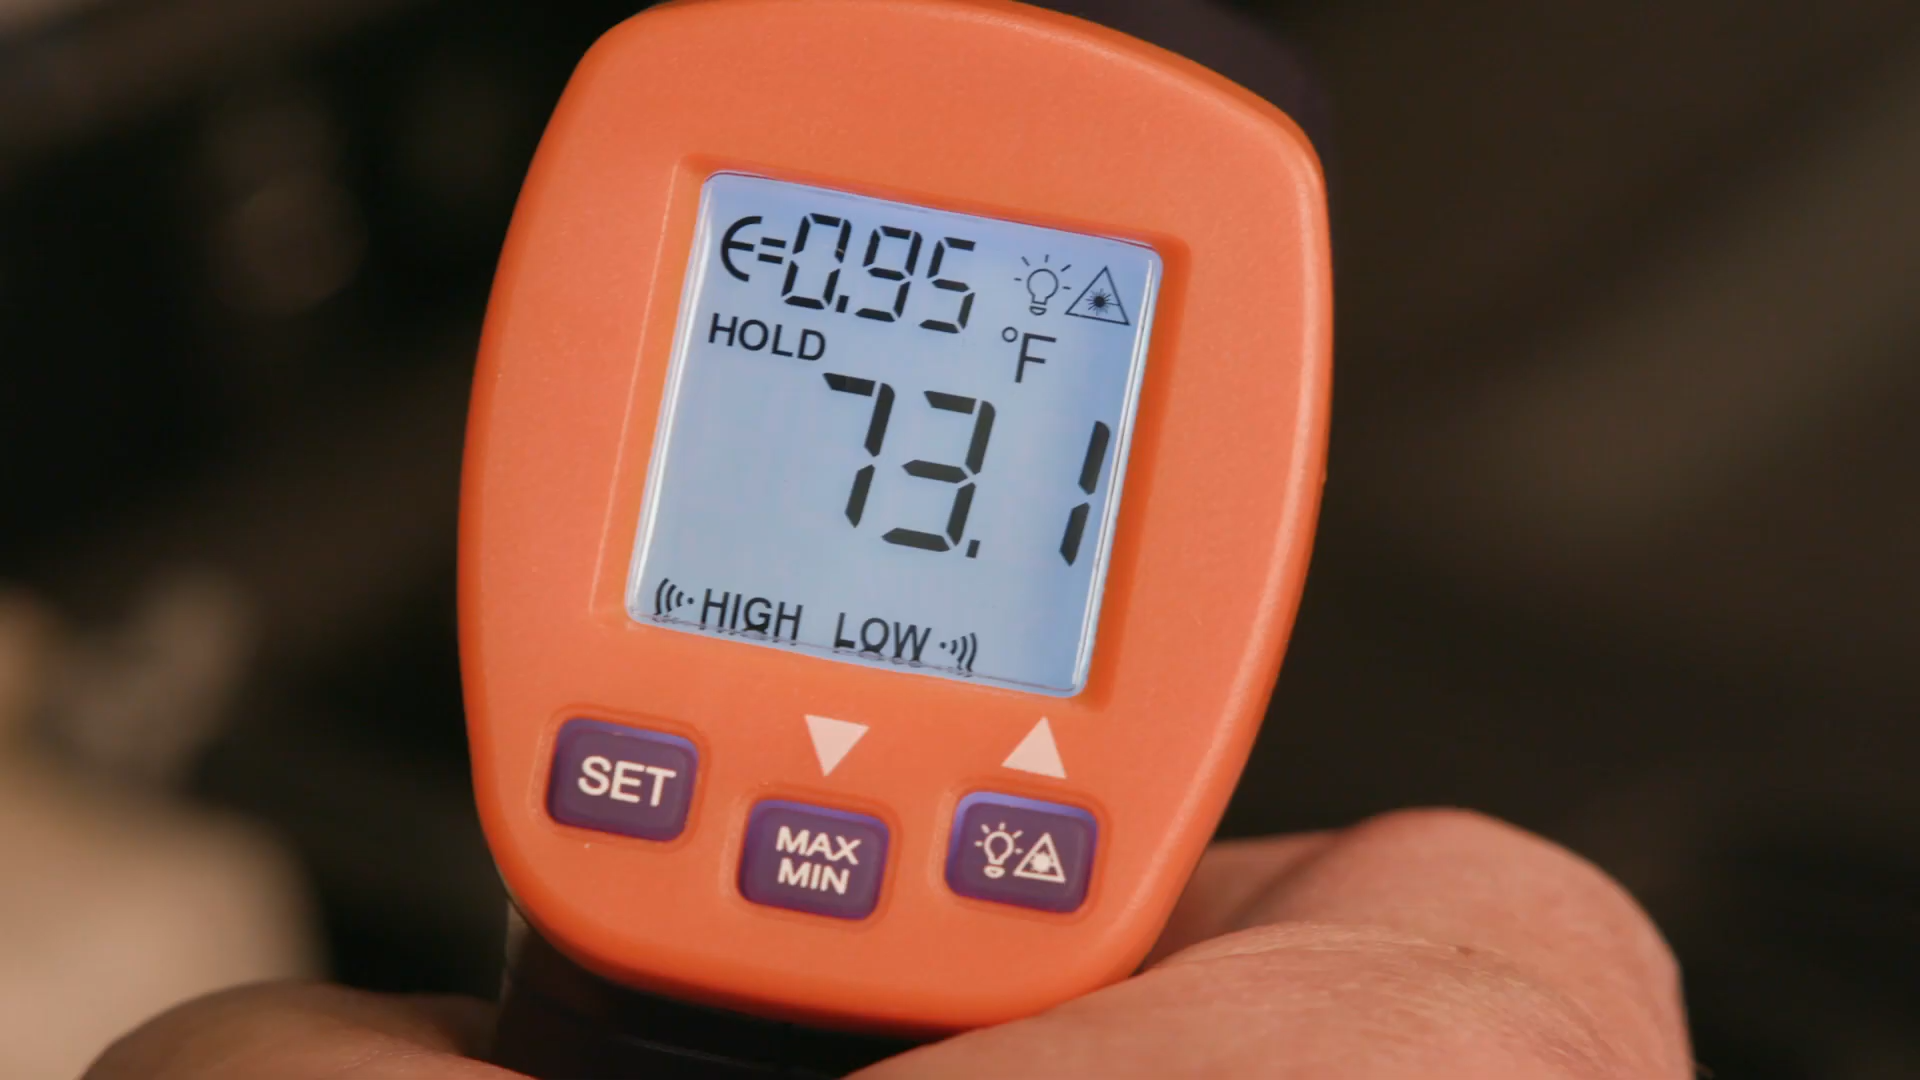 €=0.95
HOLD °F
73.1
HIGH LOW
SET
MAX
MIN